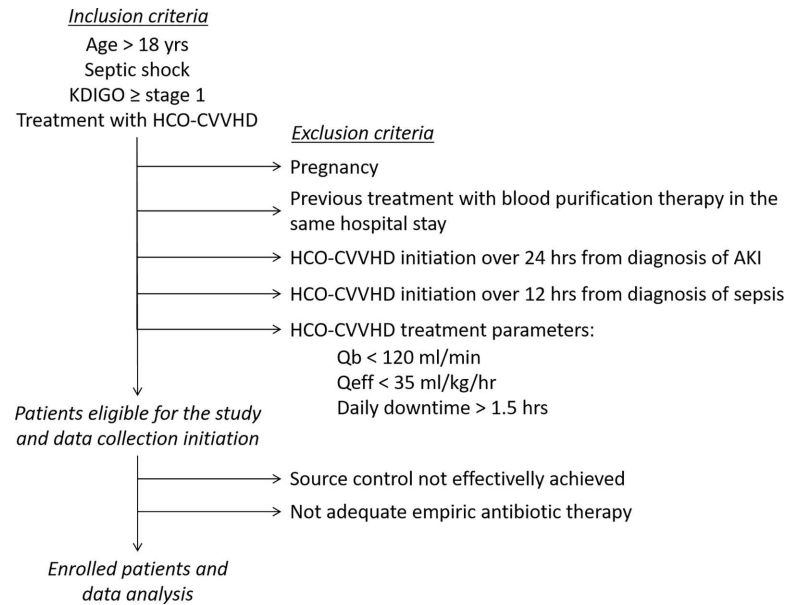 Inclusion criteria
Age > 18 yrs
Septic shock
KDIGO ≥ stage 1
Treatment with HCO-CVVHD
Exclusion criteria
Pregnancy
Previous treatment with blood purification therapy in the
same hospital stay
HCO-CVVHD initiation over 24 hrs from diagnosis of AKI
HCO-CVVHD initiation over 12 hrs from diagnosis of sepsis
HCO-CVVHD treatment parameters:
Qb < 120 ml/min
Qeff < 35 ml/kg/hr
Daily downtime > 1.5 hrs
Patients eligible for the study
and data collection initiation
Source control not effectivelly achieved
Not adequate empiric antibiotic therapy
Enrolled patients and
data analysis